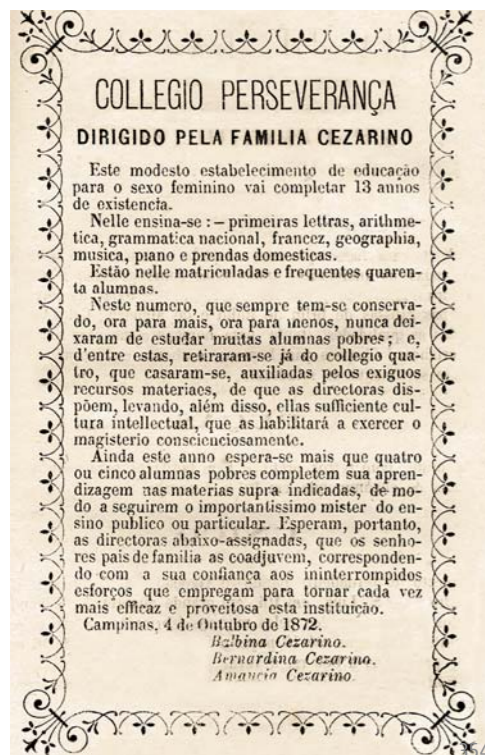 COLLEGIO PERSEVERANÇA
DIRIGIDO PELA FAMILIA CEZARINO
Este modesto estabelecimento de educação
para o sexo feminino vai completar 13 annos
de existencia.
Nelle ensina-se : — primeiras lettras, arithme-
tica, grammatica nacional, francez, geographia,
musica, piano e prendas domesticas.
Estão nelle matriculadas e frequentes quaren-
ta alumnas.
Neste numero, que sempre tem-se conserva-
do, ora para mais, ora para menos, nunca dei-
xaram de estudar muitas alumnas pobres ; e,
d'entre estas, retiraram-se já do collegio qua-
tro, que casaram-se, auxiliadas pelos exiguos
recursos materiaes, de que as directoras dis-
põem, levando, além disso, ellas sufficiente cul-
tura intellectual, que as habilitará a exercer o
magisterio conscienciosamente.
Ainda este anno espera-se mais que quatro
ou cinco alumnas pobres completem sua apren-
dizagem nas materias supra indicadas, de mo-
do a seguirem o importantissimo mister do en-
sino publico ou particular. Esperam, portanto,
as directoras abaixo-assignadas, que os senho-
res pais de familia as coadjuvem, corresponden-
do com a sua confiança aos ininterrompidos
esforços que empregam para tornar cada vez
mais efficaz e proveitosa esta instituição.
Campinas, 4 de Outubro de 1872.
Balbina Cezarino.
Bernardina Cezarino.
Amancia Cezarino